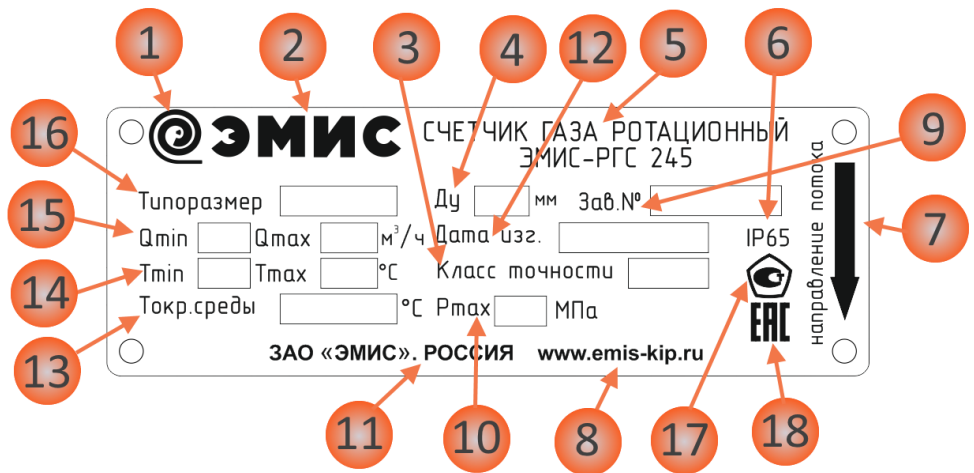 1 2 3 4 12 5 6
16 ЭМИС СЧЕТЧИК ГАЗА РОТАЦИОННЫЙ 9
ЭМИС-РГС 245
Типоразмер Ду мм Зав.№
15 Qmin Qmax м³/ч Дата изг. IP65 7
14 Tmin Tmax °С Класс точности
Токр.среды °С Pmax МПа ЕАС
направление потока
13 ЗАО «ЭМИС». РОССИЯ www.emis-kip.ru
11 10 8 17 18